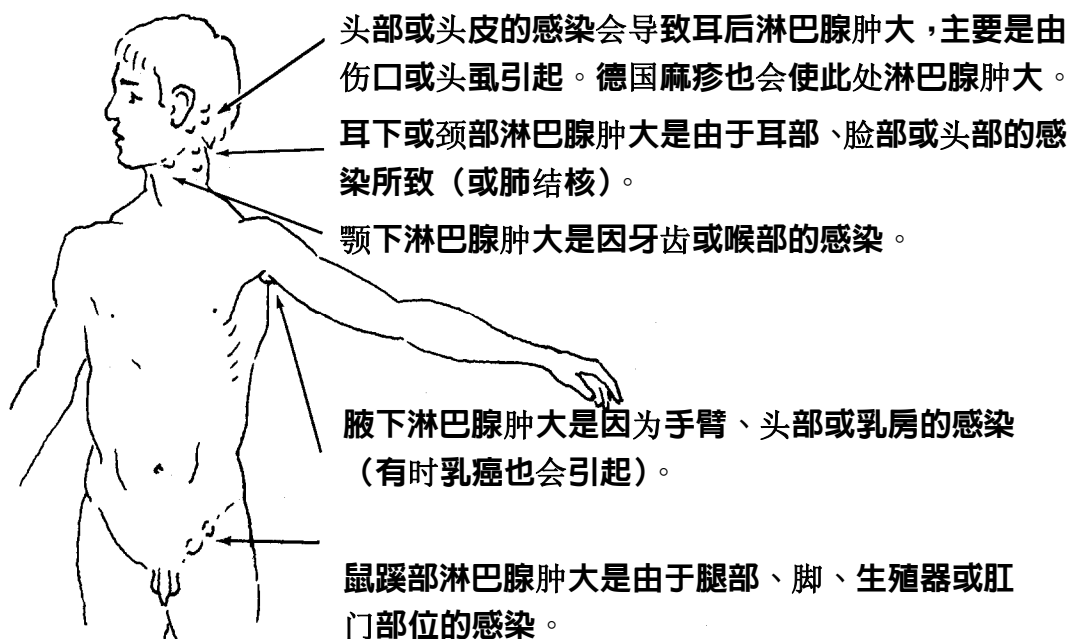 头部或头皮的感染会导致耳后淋巴腺肿大，主要是由
伤口或头虱引起。德国麻疹也会使此处淋巴腺肿大。
耳下或颈部淋巴腺肿大是由于耳部、脸部或头部的感
染所致（或肺结核）。
颚下淋巴腺肿大是因牙齿或喉部的感染。
腋下淋巴腺肿大是因为手臂、头部或乳房的感染
（有时乳癌也会引起）。
鼠蹊部淋巴腺肿大是由于腿部、脚、生殖器或肛
门部位的感染。